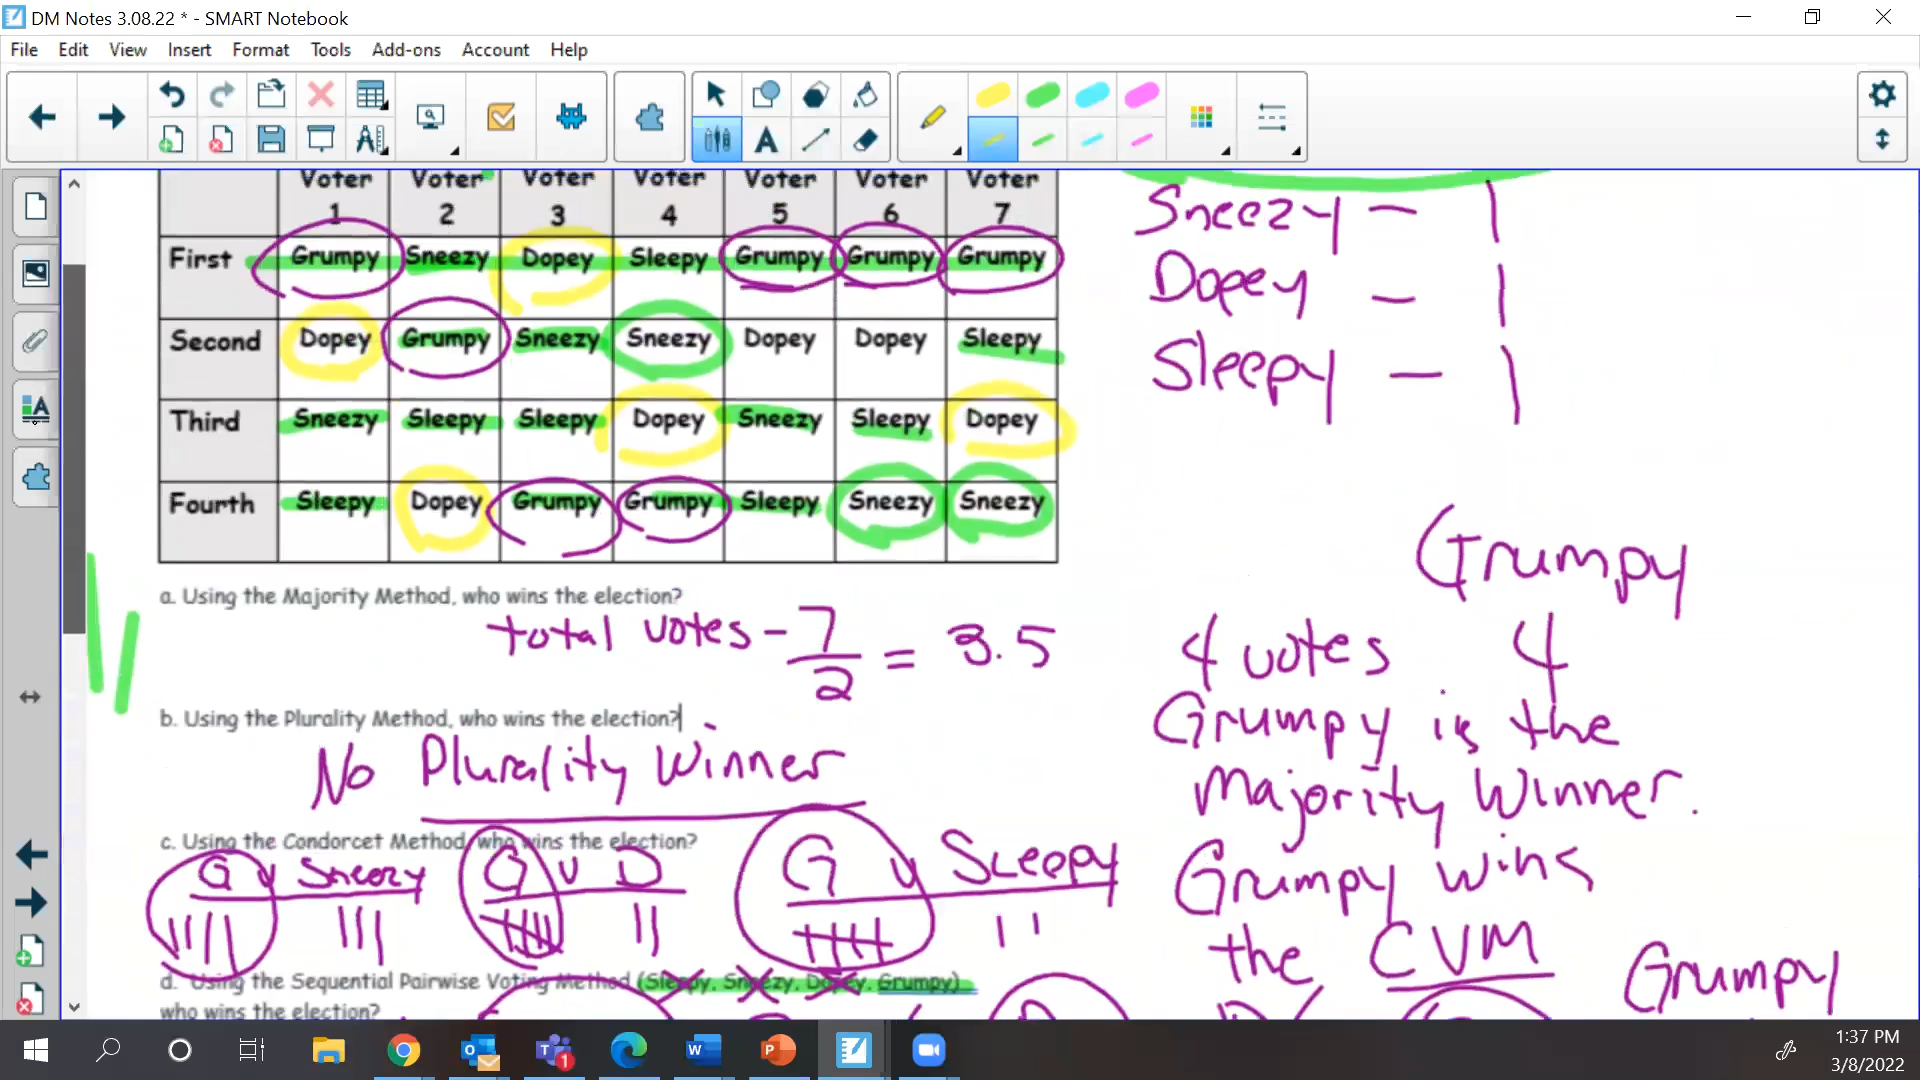 DM Notes 3.08.22 * - SMART Notebook
File Edit View Insert Format Tools Add-ons Account Help
Voter 1 Voter 2 Voter 3 Voter 4 Voter 5 Voter 6 Voter 7
First Grumpy Sneezy Dopey Sleepy Grumpy Grumpy Grumpy
Second Dopey Grumpy Sneezy Sneezy Dopey Dopey Sleepy
Third Sneezy Sleepy Sleepy Dopey Sneezy Sleepy Dopey
Fourth Sleepy Dopey Grumpy Grumpy Sleepy Sneezy Sneezy
Sneezy - 1
Dopey - 1
Sleepy - 1
a. Using the Majority Method, who wins the election?
total votes - 7/2 = 3.5
Grumpy
4 votes 4
Grumpy is the
Majority Winner.
b. Using the Plurality Method, who wins the election?
No Plurality Winner
c. Using the Condorcet Method, who wins the election?
G v Sneezy G v D G v Sleepy
Grumpy wins
the CVM
Grumpy
d. Using the Sequential Pairwise Voting Method (Sleepy, Sneezy, Dopey, Grumpy)
who wins the election?
1:37 PM
3/8/2022